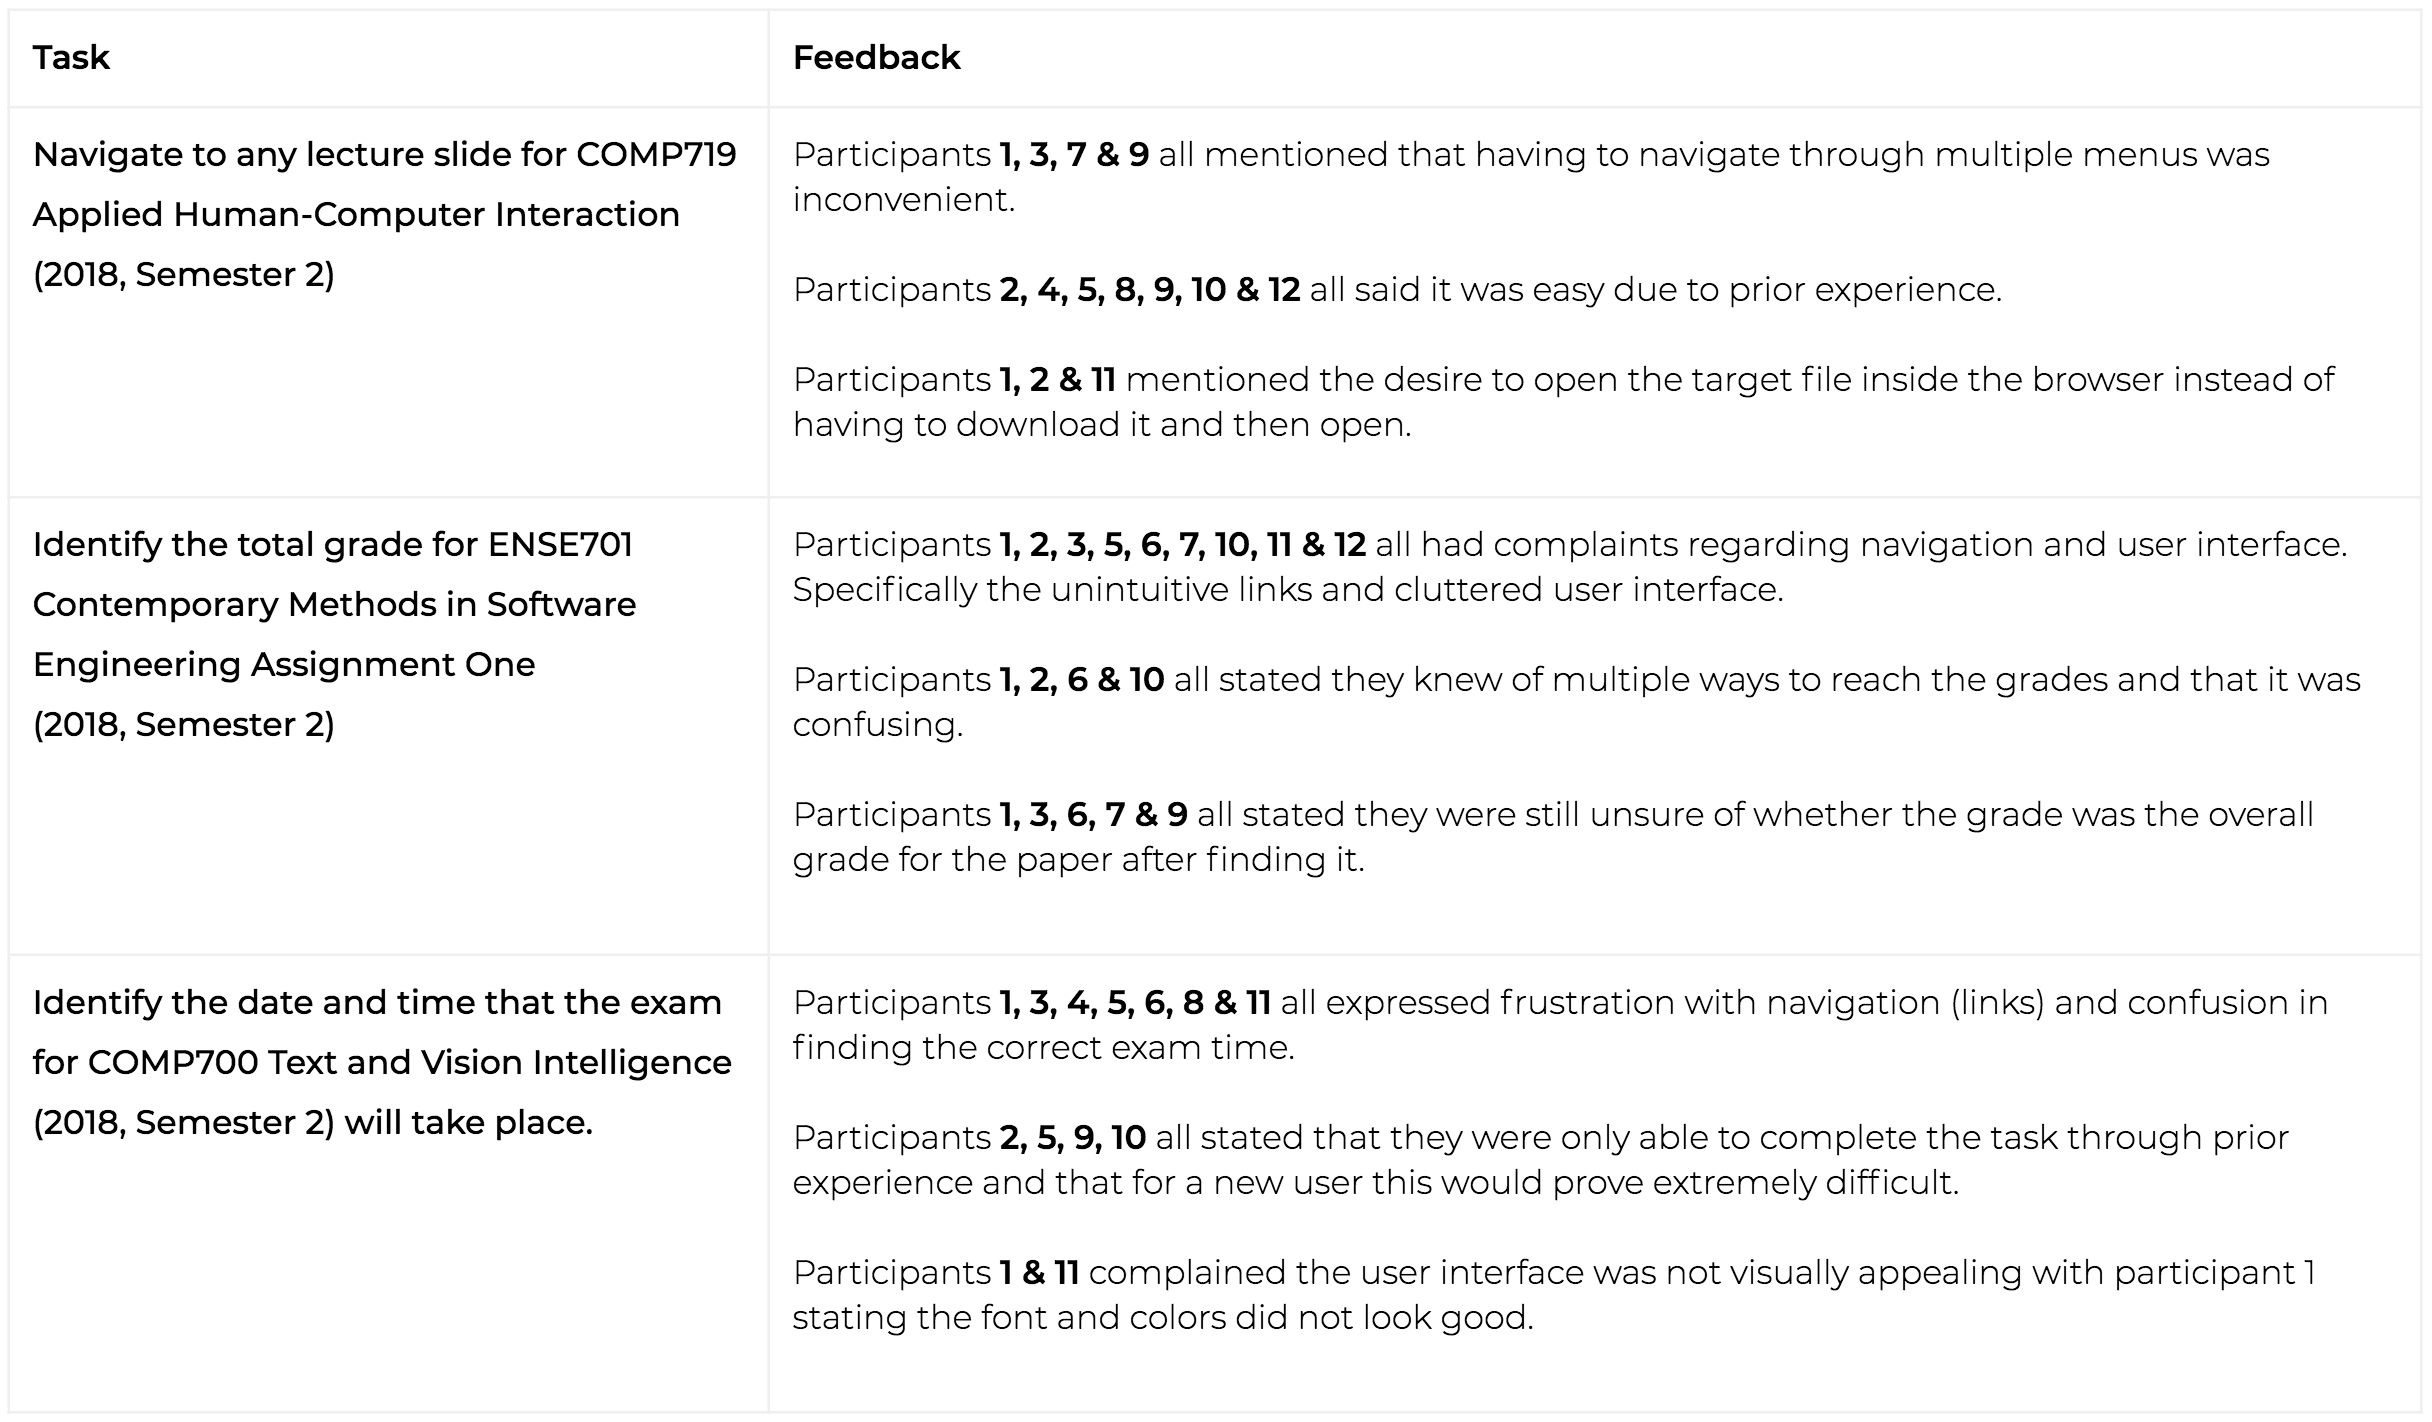 Task
Feedback
Navigate to any lecture slide for COMP719
Applied Human-Computer Interaction
(2018, Semester 2)
Participants 1, 3, 7 & 9 all mentioned that having to navigate through multiple menus was
inconvenient.
Participants 2, 4, 5, 8, 9, 10 & 12 all said it was easy due to prior experience.
Participants 1, 2 & 11 mentioned the desire to open the target file inside the browser instead of
having to download it and then open.
Identify the total grade for ENSE701
Contemporary Methods in Software
Engineering Assignment One
(2018, Semester 2)
Participants 1, 2, 3, 5, 6, 7, 10, 11 & 12 all had complaints regarding navigation and user interface.
Specifically the unintuitive links and cluttered user interface.
Participants 1, 2, 6 & 10 all stated they knew of multiple ways to reach the grades and that it was
confusing.
Participants 1, 3, 6, 7 & 9 all stated they were still unsure of whether the grade was the overall
grade for the paper after finding it.
Identify the date and time that the exam
for COMP700 Text and Vision Intelligence
(2018, Semester 2) will take place.
Participants 1, 3, 4, 5, 6, 8 & 11 all expressed frustration with navigation (links) and confusion in
finding the correct exam time.
Participants 2, 5, 9, 10 all stated that they were only able to complete the task through prior
experience and that for a new user this would prove extremely difficult.
Participants 1 & 11 complained the user interface was not visually appealing with participant 1
stating the font and colors did not look good.